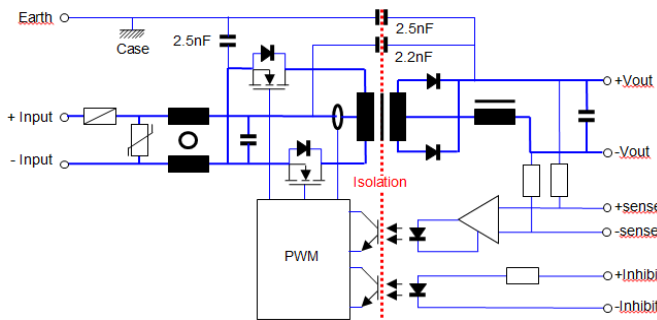 Earth
Case
2.5nF
2.5nF
2.2nF
+Vout
+ Input
- Input
-Vout
Isolation
+sense
-sense
PWM
+Inhibit
-Inhibit